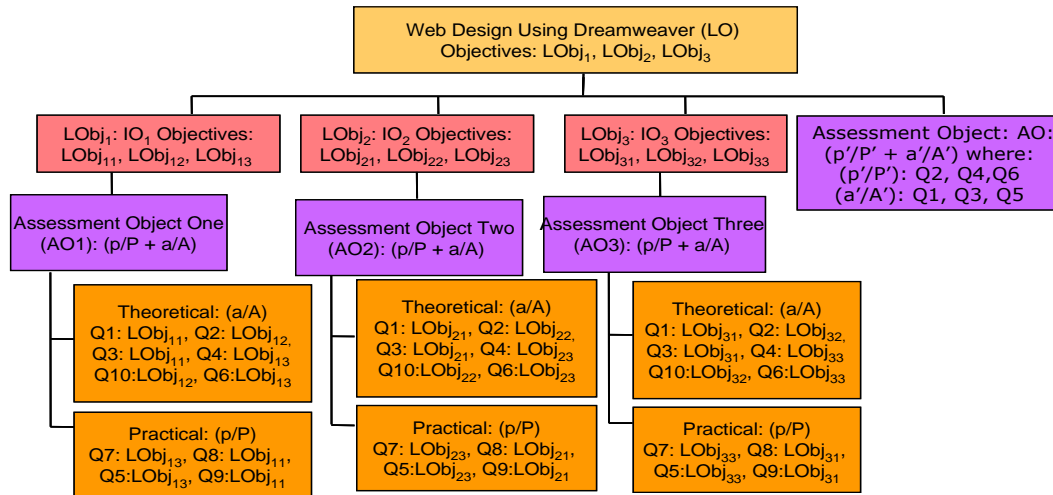 Web Design Using Dreamweaver (LO)
Objectives: LObj₁, LObj₂, LObj₃
LObj₁: IO₁ Objectives:
LObj₁₁, LObj₁₂, LObj₁₃
LObj₂: IO₂ Objectives:
LObj₂₁, LObj₂₂, LObj₂₃
LObj₃: IO₃ Objectives:
LObj₃₁, LObj₃₂, LObj₃₃
Assessment Object: AO:
(p′/P′ + a′/A′) where:
(p′/P′): Q2, Q4,Q6
(a′/A′): Q1, Q3, Q5
Assessment Object One
(AO1): (p/P + a/A)
Assessment Object Two
(AO2): (p/P + a/A)
Assessment Object Three
(AO3): (p/P + a/A)
Theoretical: (a/A)
Q1: LObj₁₁, Q2: LObj₁₂,
Q3: LObj₁₁, Q4: LObj₁₃
Q10:LObj₁₂, Q6:LObj₁₃
Theoretical: (a/A)
Q1: LObj₂₁, Q2: LObj₂₂,
Q3: LObj₂₁, Q4: LObj₂₃
Q10:LObj₂₂, Q6:LObj₂₃
Theoretical: (a/A)
Q1: LObj₃₁, Q2: LObj₃₂,
Q3: LObj₃₁, Q4: LObj₃₃
Q10:LObj₃₂, Q6:LObj₃₃
Practical: (p/P)
Q7: LObj₁₃, Q8: LObj₁₁,
Q5:LObj₁₃, Q9:LObj₁₁
Practical: (p/P)
Q7: LObj₂₃, Q8: LObj₂₁,
Q5:LObj₂₃, Q9:LObj₂₁
Practical: (p/P)
Q7: LObj₃₃, Q8: LObj₃₁,
Q5:LObj₃₃, Q9:LObj₃₁